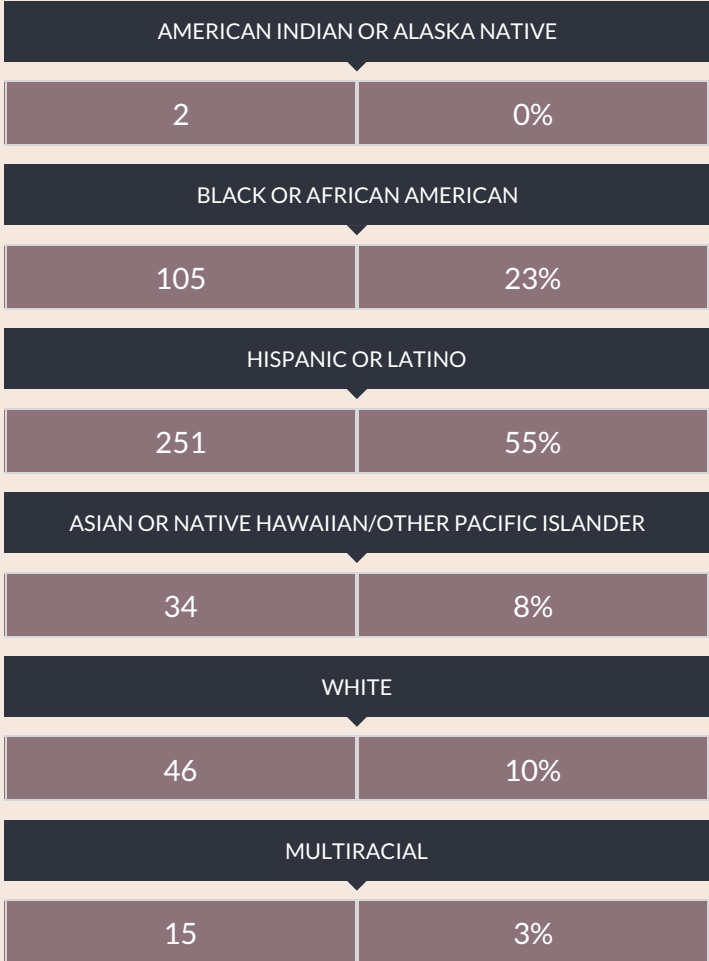 AMERICAN INDIAN OR ALASKA NATIVE
2 0%
BLACK OR AFRICAN AMERICAN
105 23%
HISPANIC OR LATINO
251 55%
ASIAN OR NATIVE HAWAIIAN/OTHER PACIFIC ISLANDER
34 8%
WHITE
46 10%
MULTIRACIAL
15 3%